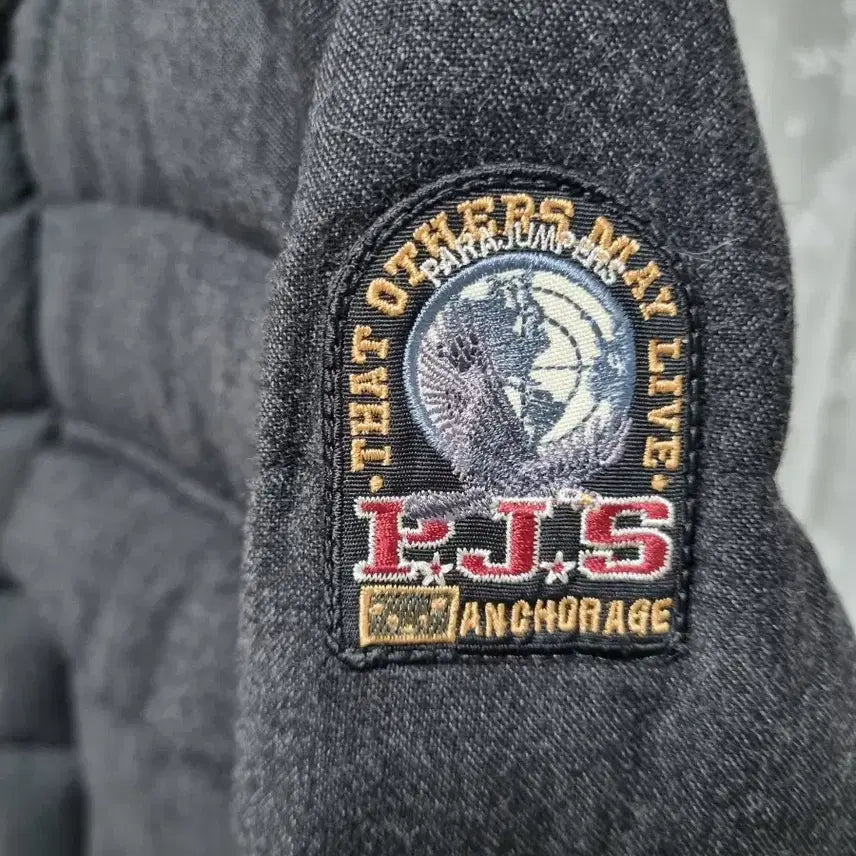 · THAT OTHERS MAY LIVE ·
PARAJUMPERS
P.J.S
ANCHORAGE